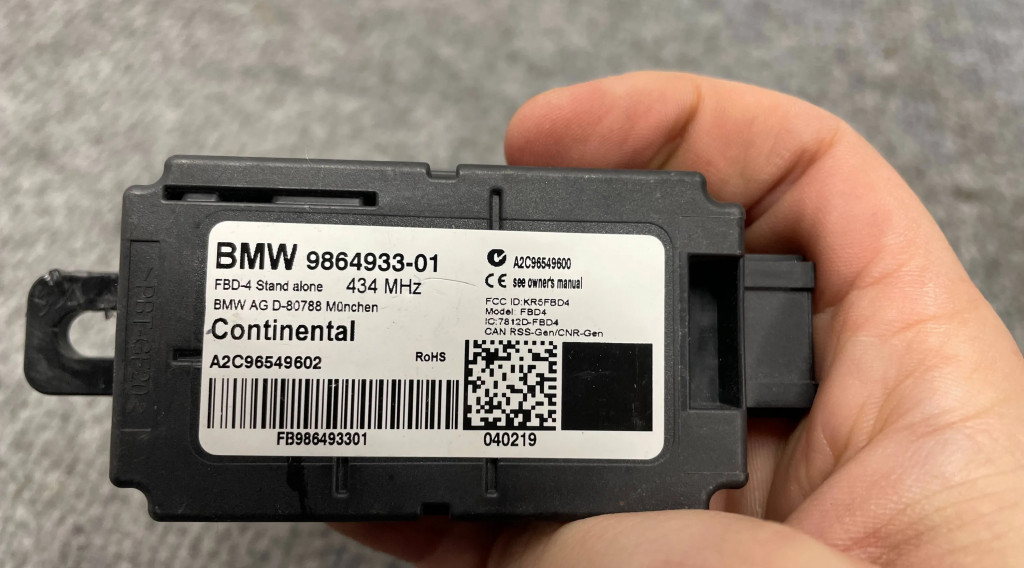 BMW 9864933-01
FBD-4 Stand alone 434 MHz
BMW AG D-80788 München
Continental
A2C96549602
RoHS
FB986493301
A2C96549600
CE see owner's manual
FCC ID:KR5FBD4
Model: FBD4
IC:7812D-FBD4
CAN RSS-Gen/CNR-Gen
040219